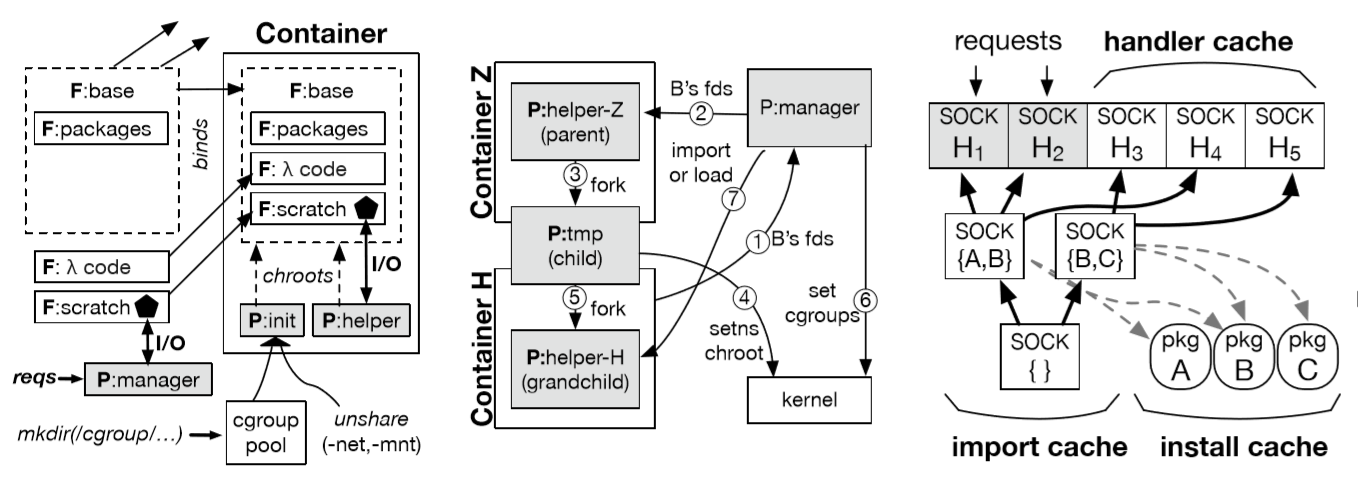 Container
F:base
F:packages
binds
F:base
F:packages
F: λ code
F:scratch
F: λ code
F:scratch
I/O
chroots
I/O
P:init
P:helper
reqs
P:manager
mkdir(/cgroup/…)
cgroup
pool
unshare
(-net,-mnt)
Container Z
P:helper-Z
(parent)
B's fds
2
P:manager
import
or load
7
3
fork
P:tmp
(child)
1
B's fds
Container H
5
fork
4
setns
chroot
set
cgroups
6
P:helper-H
(grandchild)
kernel
requests
handler cache
SOCK
H1
SOCK
H2
SOCK
H3
SOCK
H4
SOCK
H5
SOCK
{A,B}
SOCK
{B,C}
SOCK
{ }
pkg
A
pkg
B
pkg
C
import cache
install cache